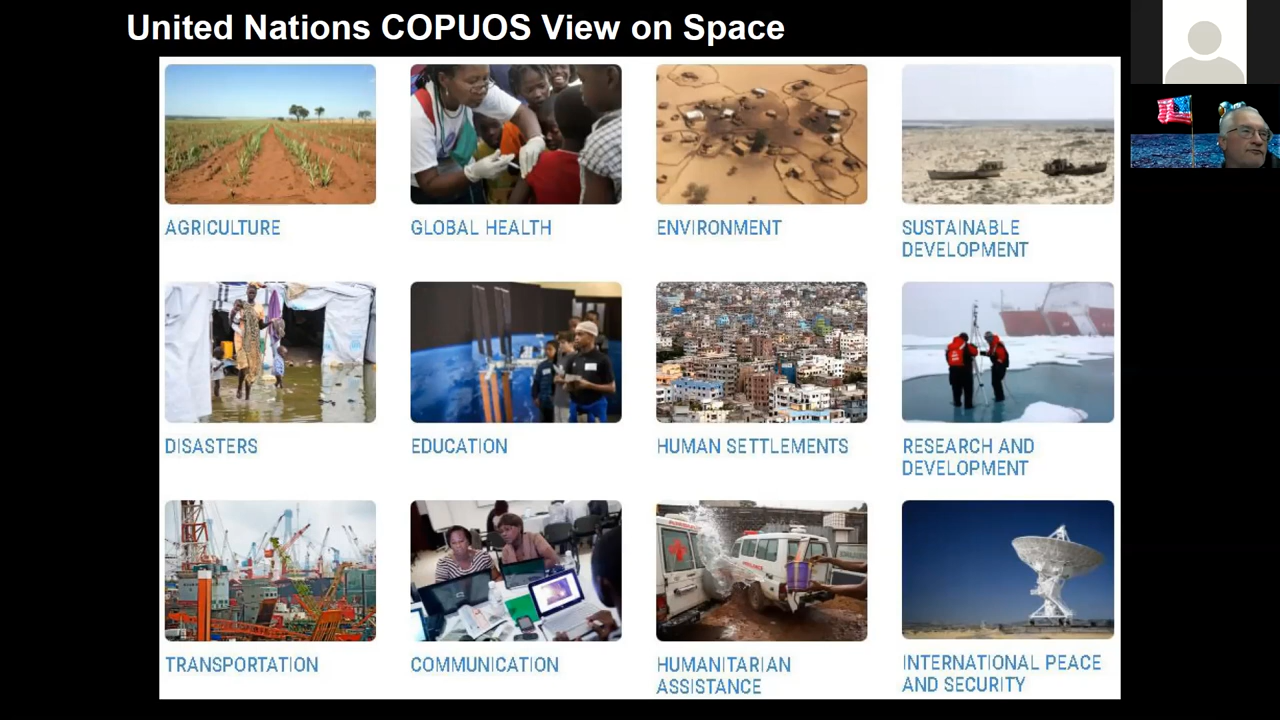 United Nations COPUOS View on Space
AGRICULTURE
GLOBAL HEALTH
ENVIRONMENT
SUSTAINABLE
DEVELOPMENT
DISASTERS
EDUCATION
HUMAN SETTLEMENTS
RESEARCH AND
DEVELOPMENT
TRANSPORTATION
COMMUNICATION
HUMANITARIAN
ASSISTANCE
INTERNATIONAL PEACE
AND SECURITY